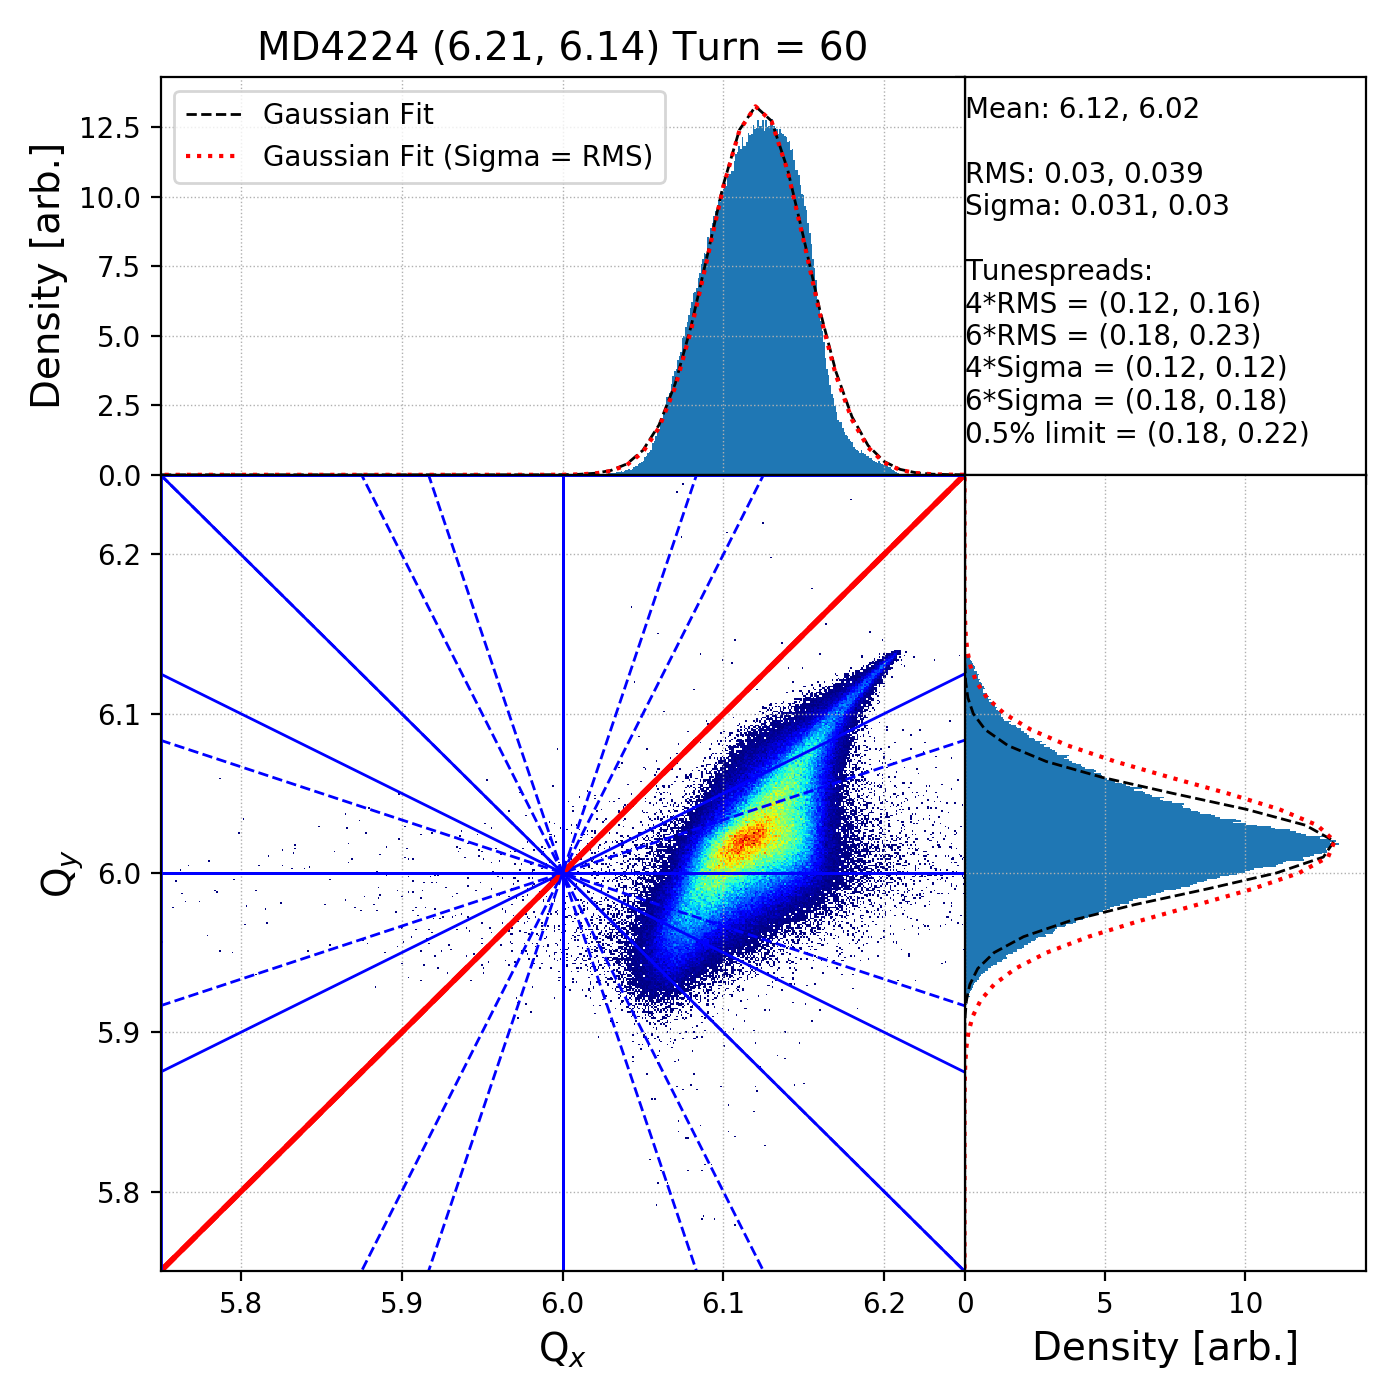 MD4224 (6.21, 6.14) Turn = 60
Gaussian Fit
Gaussian Fit (Sigma = RMS)
Density [arb.]
12.5
10.0
7.5
5.0
2.5
0.0
Mean: 6.12, 6.02
RMS: 0.03, 0.039
Sigma: 0.031, 0.03
Tunespreads:
4*RMS = (0.12, 0.16)
6*RMS = (0.18, 0.23)
4*Sigma = (0.12, 0.12)
6*Sigma = (0.18, 0.18)
0.5% limit = (0.18, 0.22)
Qy
6.2
6.1
6.0
5.9
5.8
5.8 5.9 6.0 6.1 6.2
Qx
0 5 10
Density [arb.]